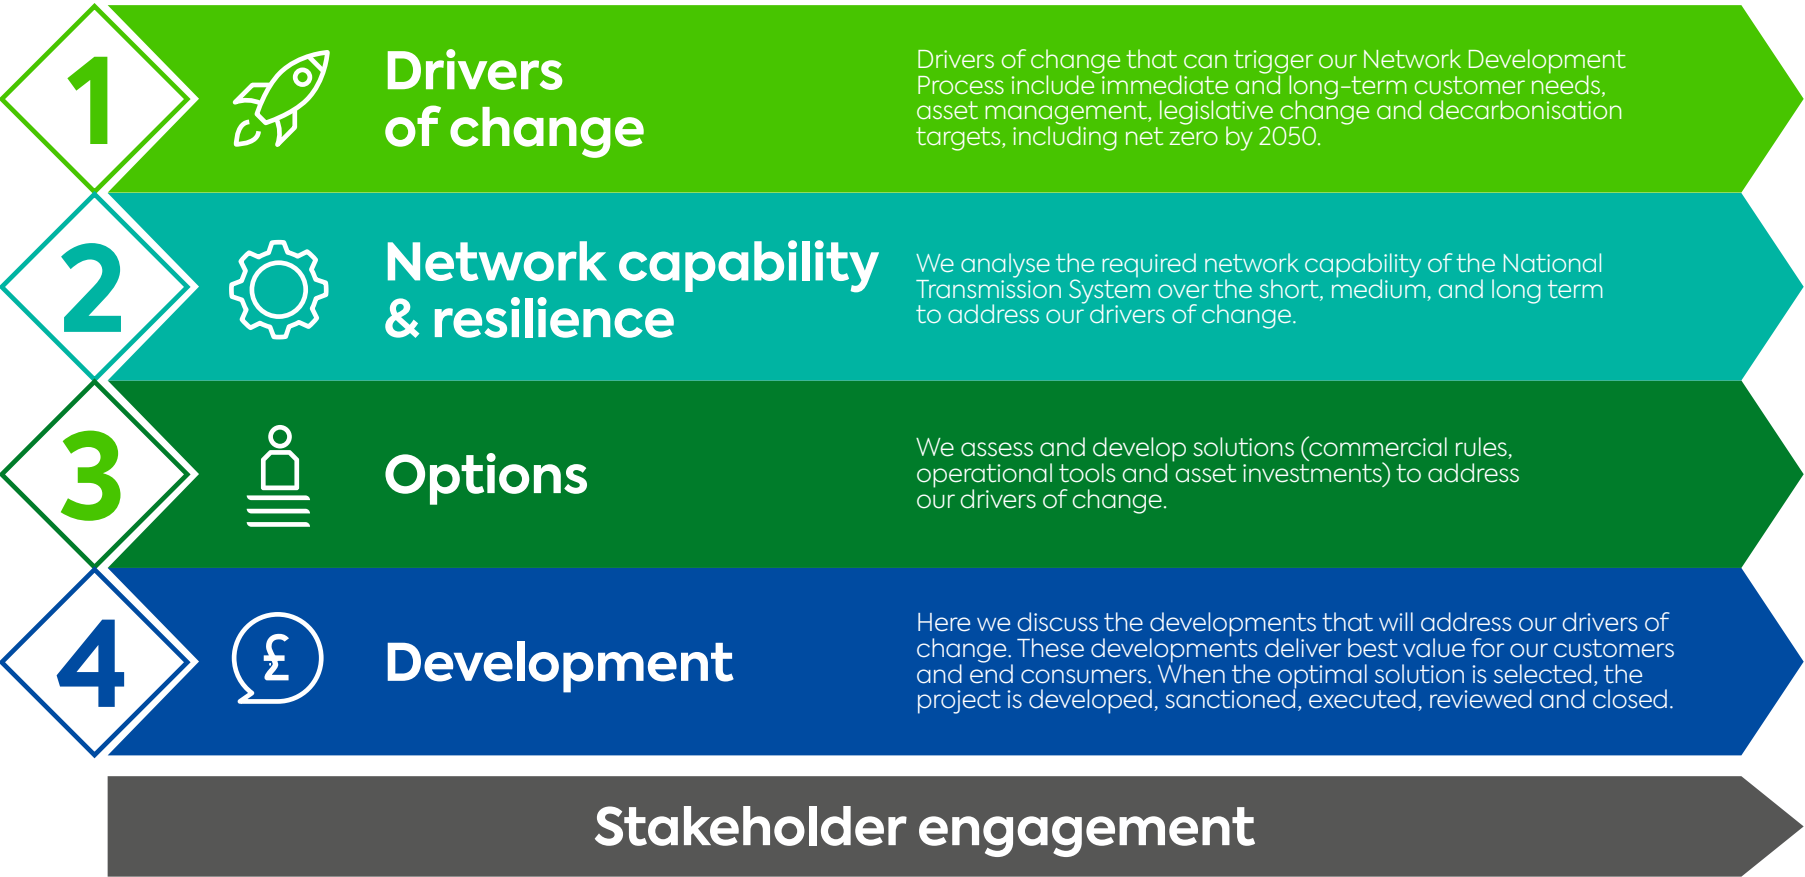 1
Drivers
of change
Drivers of change that can trigger our Network Development
Process include immediate and long-term customer needs,
asset management, legislative change and decarbonisation
targets, including net zero by 2050.
2
Network capability
& resilience
We analyse the required network capability of the National
Transmission System over the short, medium, and long term
to address our drivers of change.
3
Options
We assess and develop solutions (commercial rules,
operational tools and asset investments) to address
our drivers of change.
4
£
Development
Here we discuss the developments that will address our drivers of
change. These developments deliver best value for our customers
and end consumers. When the optimal solution is selected, the
project is developed, sanctioned, executed, reviewed and closed.
Stakeholder engagement